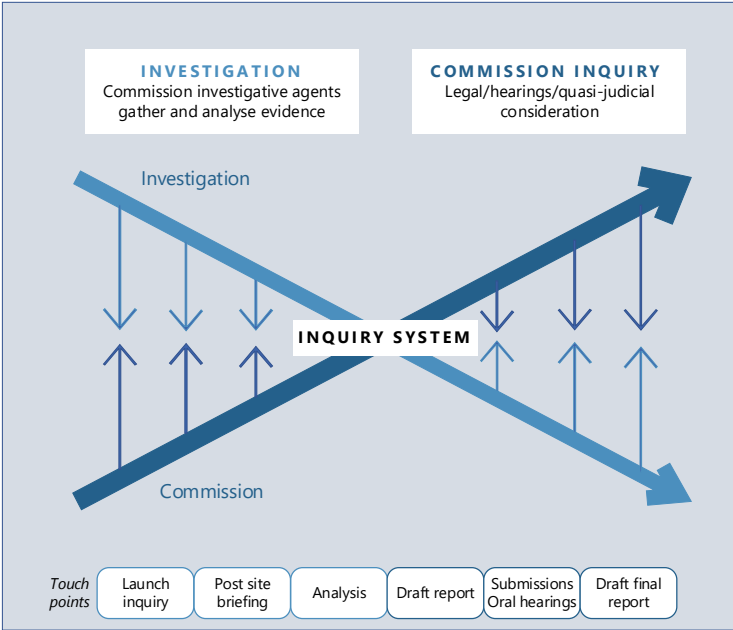 INVESTIGATION
Commission investigative agents
gather and analyse evidence
COMMISSION INQUIRY
Legal/hearings/quasi-judicial
consideration
Investigation
INQUIRY SYSTEM
Commission
Touch
points
Launch
inquiry
Post site
briefing
Analysis
Draft report
Submissions
Oral hearings
Draft final
report